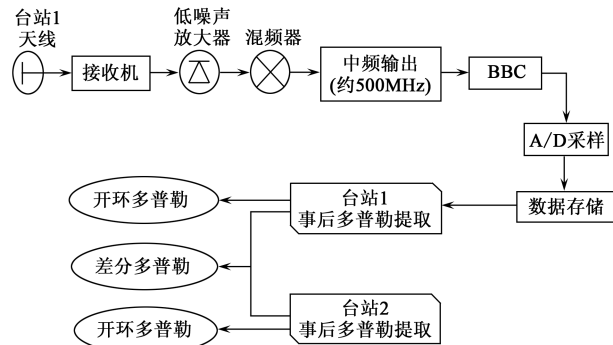 台站1
天线
接收机
低噪声
放大器
混频器
中频输出
(约500MHz)
BBC
A/D采样
数据存储
台站1
事后多普勒提取
开环多普勒
差分多普勒
台站2
事后多普勒提取
开环多普勒